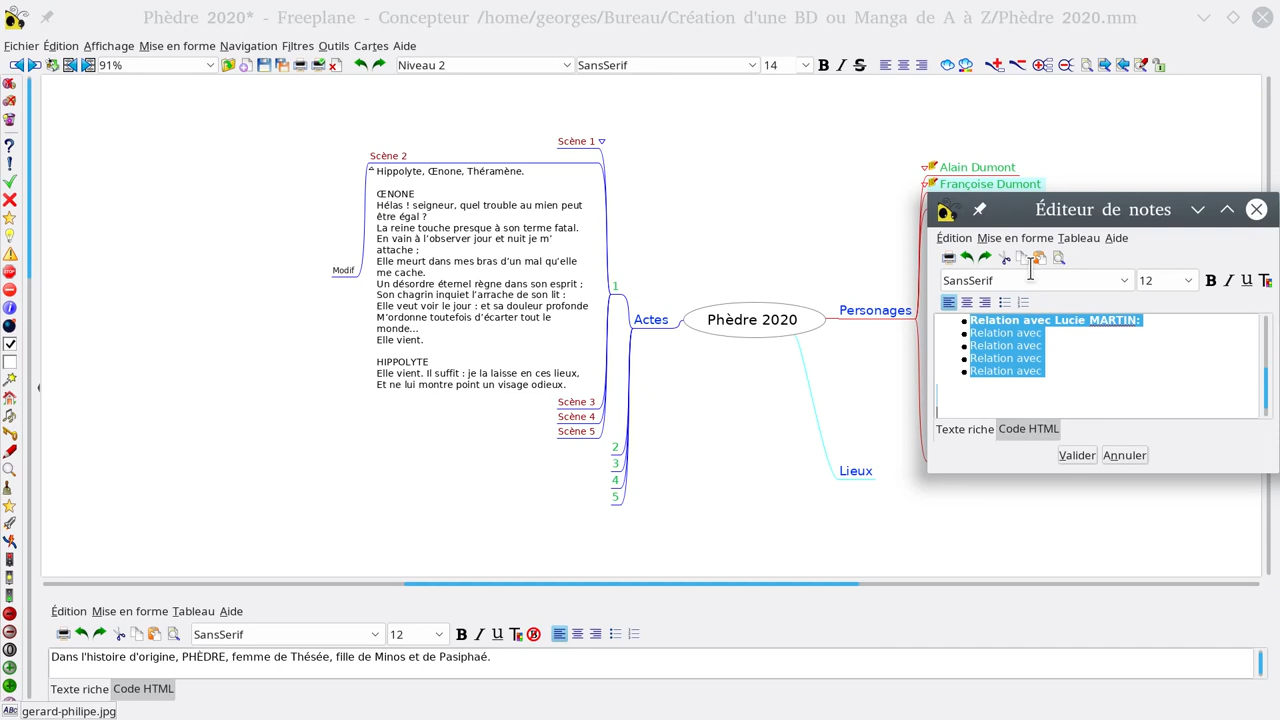 Phèdre 2020* - Freeplane - Concepteur /home/georges/Bureau/Création d'une BD ou Manga de A à Z/Phèdre 2020.mm
Fichier Édition Affichage Mise en forme Navigation Filtres Outils Cartes Aide
91% Niveau 2 SansSerif 14 B I S
Scène 1
Scène 2
Hippolyte, Œnone, Théramène.
ŒNONE
Hélas ! seigneur, quel trouble au mien peut
être égal ?
La reine touche presque à son terme fatal.
En vain à l'observer jour et nuit je m'
attache ;
Elle meurt dans mes bras d'un mal qu'elle
me cache.
Un désordre éternel règne dans son esprit ;
Son chagrin inquiet l'arrache de son lit :
Elle veut voir le jour ; et sa douleur profonde
M'ordonne toutefois d'écarter tout le
monde...
Elle vient.
HIPPOLYTE
Elle vient. Il suffit : je la laisse en ces lieux,
Et ne lui montre point un visage odieux.
Modif
Scène 3
Scène 4
Scène 5
1
2
3
4
5
Actes
Phèdre 2020
Personages
Lieux
Alain Dumont
Françoise Dumont
Éditeur de notes
Édition Mise en forme Tableau Aide
SansSerif 12 B I U T
Relation avec Lucie MARTIN:
Relation avec
Relation avec
Relation avec
Relation avec
Texte riche Code HTML
Valider Annuler
Édition Mise en forme Tableau Aide
SansSerif 12 B I U T
Dans l'histoire d'origine, PHÈDRE, femme de Thésée, fille de Minos et de Pasiphaé.
Texte riche Code HTML
ABC gerard-philipe.jpg